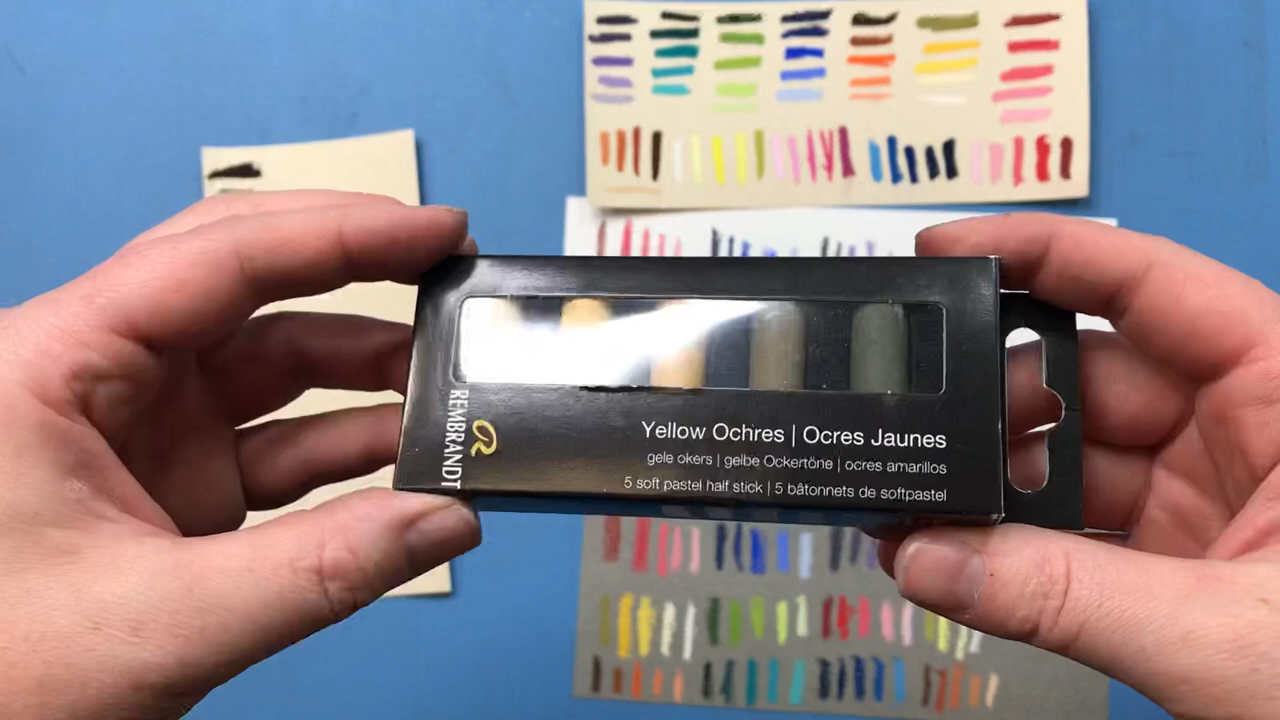 REMBRANDT
Yellow Ochres | Ocres Jaunes
gele okers | gelbe Ockertöne | ocres amarillos
5 soft pastel half stick | 5 bâtonnets de softpastel